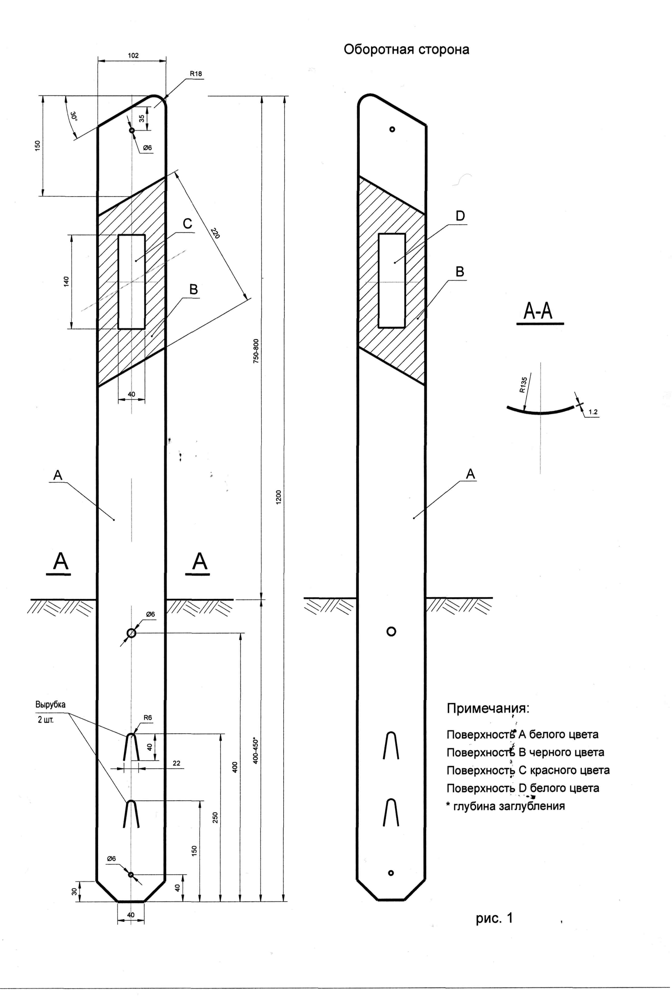 Оборотная сторона
102
R18
30°
35
150
Ø6
220
C
D
140
B
B
A-A
750-800
40
R135
1.2
A
A
1200
A
A
Ø6
Вырубка
2 шт.
R6
40
22
400-450*
400
250
150
Ø6
40
30
40
Примечания:
Поверхность A белого цвета
Поверхность B черного цвета
Поверхность C красного цвета
Поверхность D белого цвета
* глубина заглубления
рис. 1